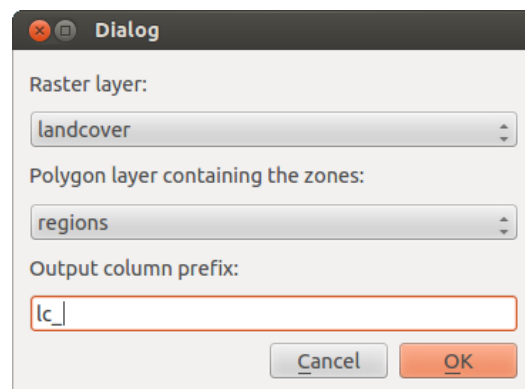 Dialog
Raster layer:
landcover
Polygon layer containing the zones:
regions
Output column prefix:
lc_
Cancel OK